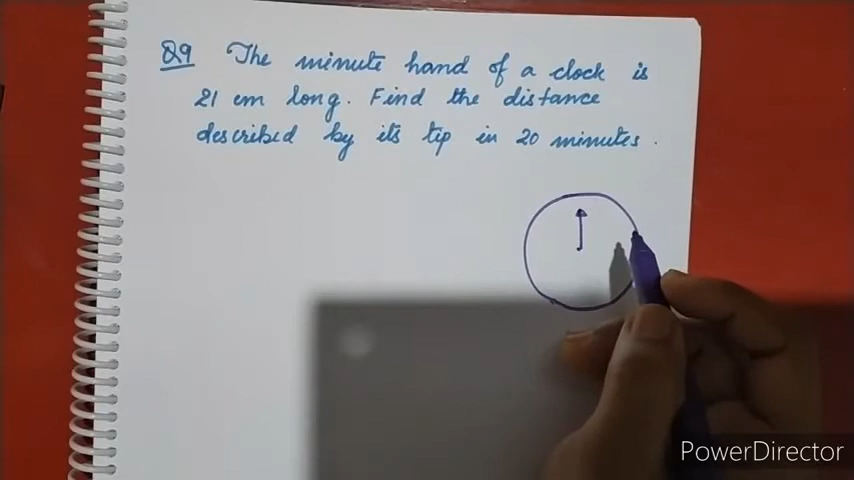 Q9 The minute hand of a clock is
21 cm long. Find the distance
described by its tip in 20 minutes.
PowerDirector